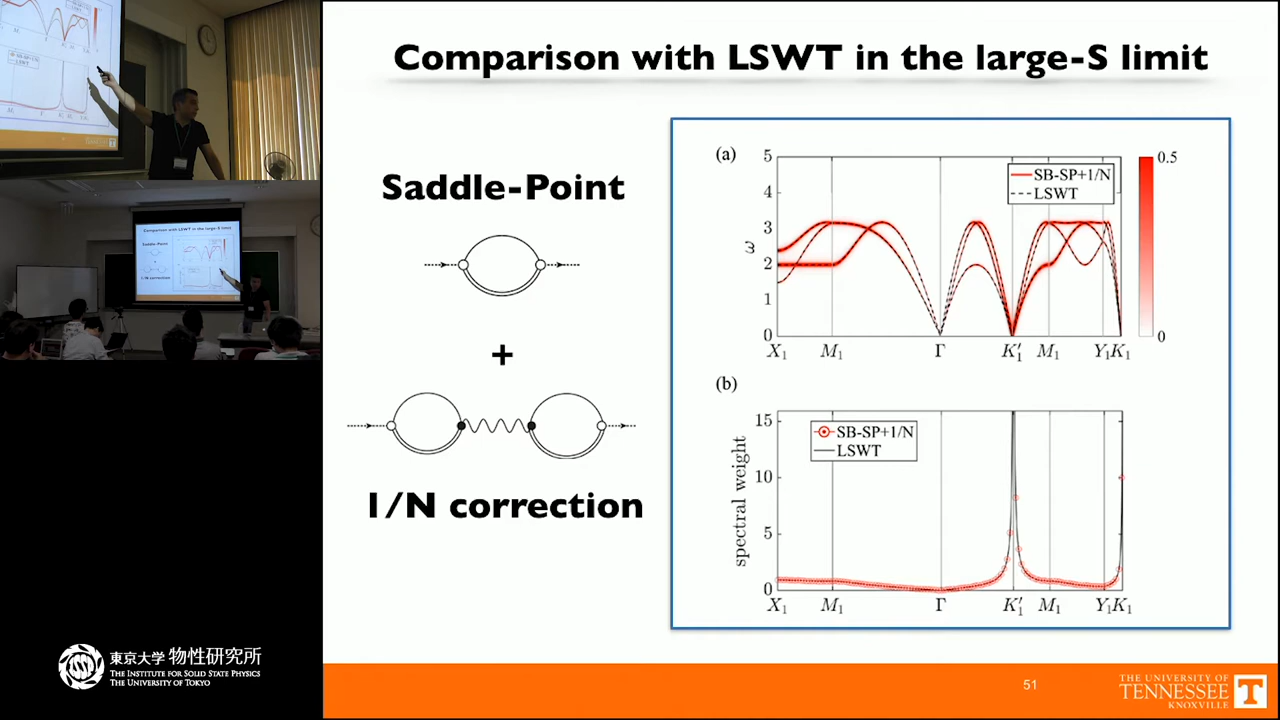 Comparison with LSWT in the large-S limit
Saddle-Point
+
1/N correction
(a)
5
4
3
2
1
0
ω
SB-SP+1/N
LSWT
0.5
0
X₁ M₁ Γ K′₁ M₁ Y₁K₁
(b)
15
10
5
0
spectral weight
SB-SP+1/N
LSWT
X₁ M₁ Γ K′₁ M₁ Y₁K₁
東京大学 物性研究所
THE INSTITUTE FOR SOLID STATE PHYSICS
THE UNIVERSITY OF TOKYO
51
THE UNIVERSITY OF
TENNESSEE
KNOXVILLE
T